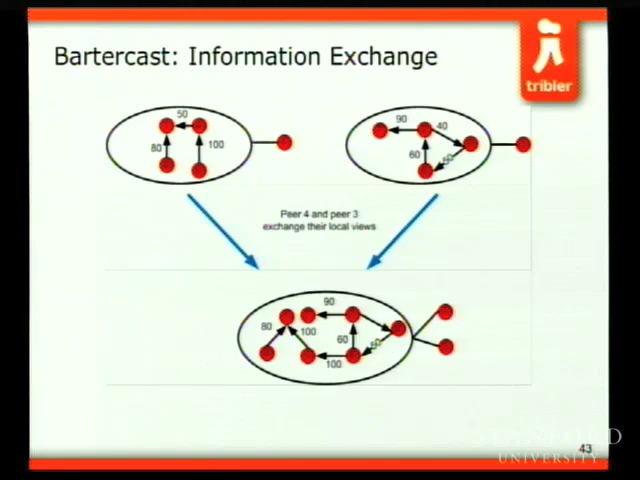 Bartercast: Information Exchange
tribler
50
80
100
90
40
60
Peer 4 and peer 3
exchange their local views
90
80
100
60
100
43
UNIVERSITY